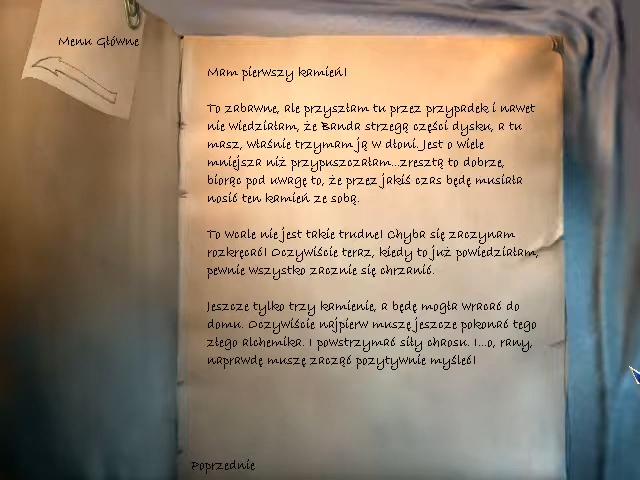 Menu Główne
Mam pierwszy kamień!
To zabawne, ale przyszłam tu przez przypadek i nawet
nie wiedziałam, że Banda strzegą części dysku, a tu
masz, właśnie trzymam ją w dłoni. Jest o wiele
mniejsza niż przypuszczałam...zresztą to dobrze,
biorąc pod uwagę to, że przez jakiś czas będę musiała
nosić ten kamień ze sobą.
To wcale nie jest takie trudne! Chyba się zaczynam
rozkręcać! Oczywiście teraz, kiedy to już powiedziałam,
pewnie wszystko zacznie się chrzanić.
Jeszcze tylko trzy kamienie, a będę mogła wracać do
domu. Oczywiście najpierw muszę jeszcze pokonać tego
złego alchemika. I powstrzymać siły chaosu. I...o, rany,
naprawdę muszę zacząć pozytywnie myśleć!
Poprzednie